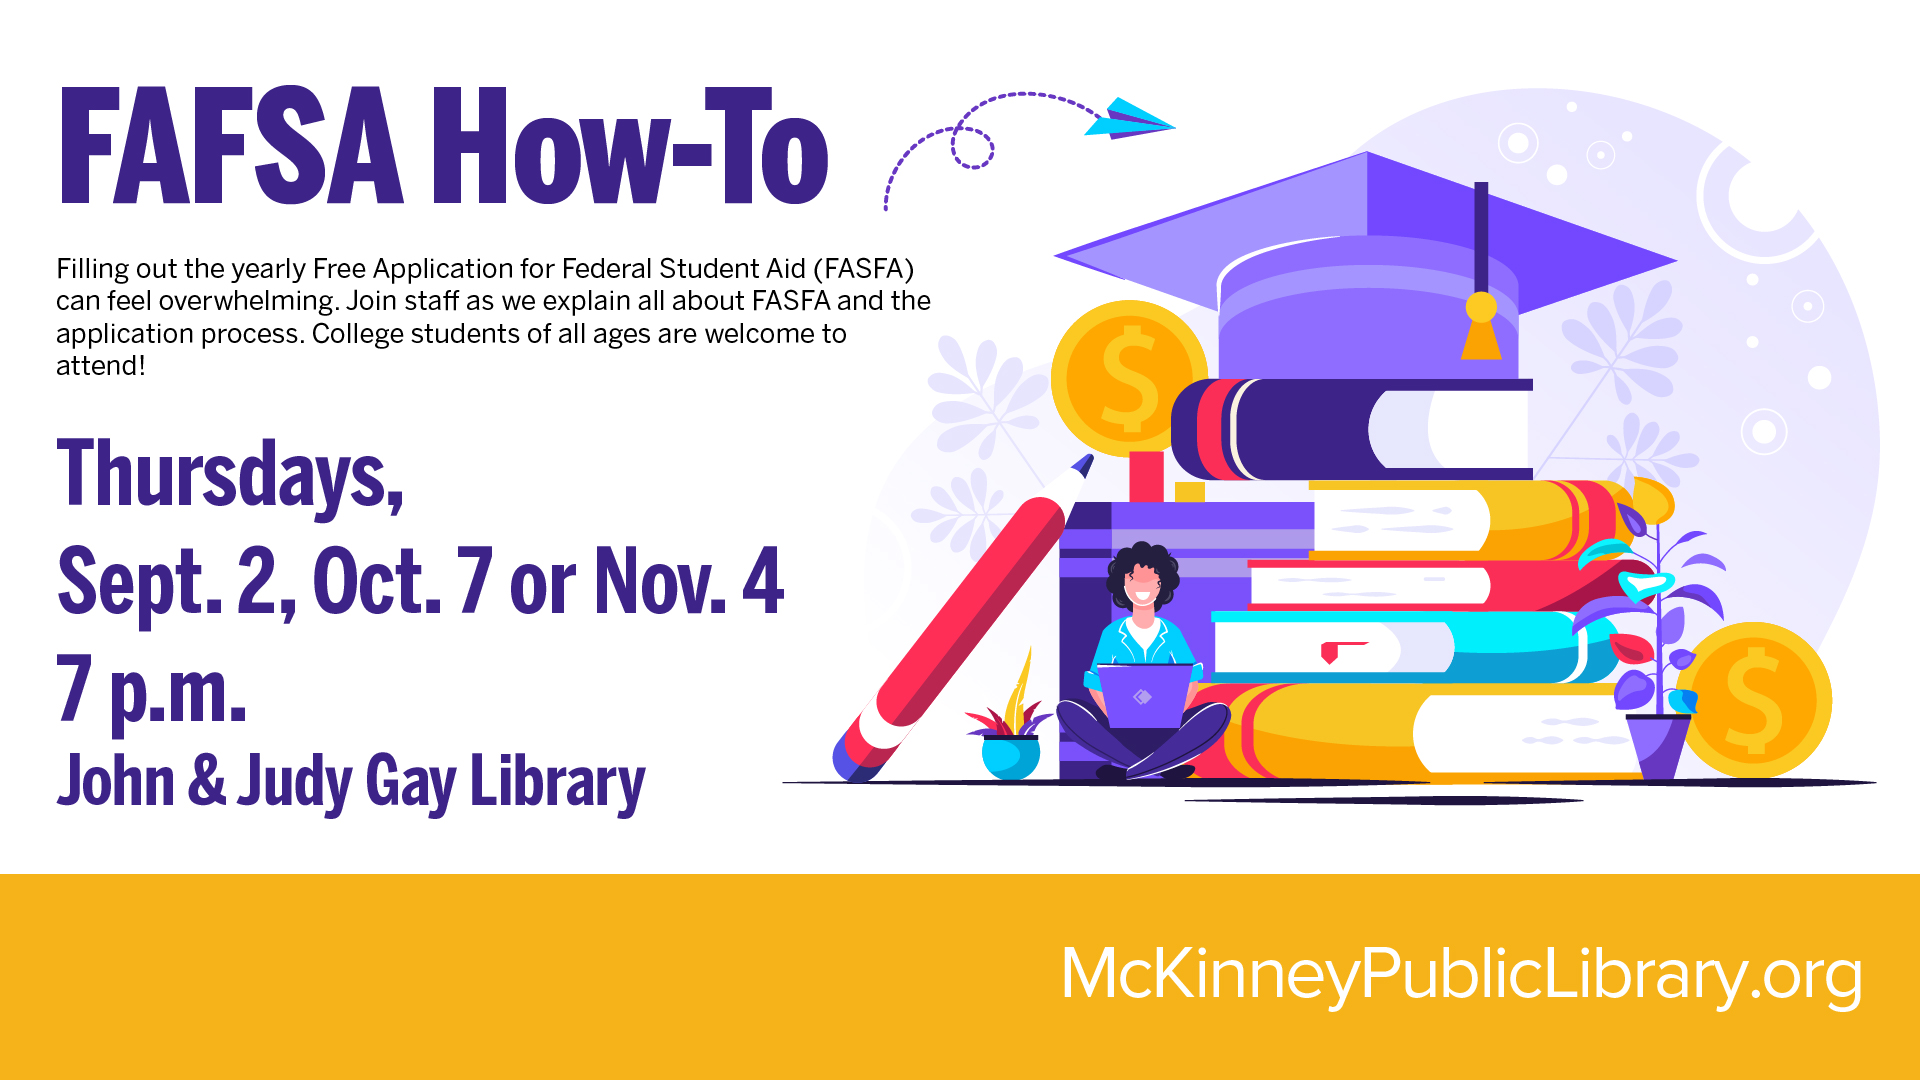 FAFSA How-To
Filling out the yearly Free Application for Federal Student Aid (FASFA)
can feel overwhelming. Join staff as we explain all about FASFA and the
application process. College students of all ages are welcome to
attend!
Thursdays,
Sept. 2, Oct. 7 or Nov. 4
7 p.m.
John & Judy Gay Library
$
$
McKinneyPublicLibrary.org